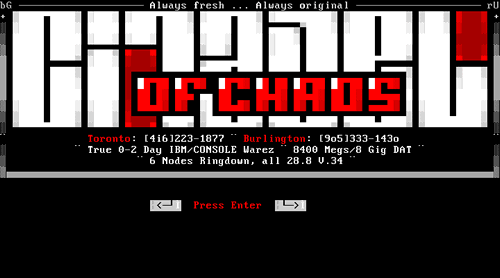 bG Always fresh ... Always original rU
OF CHAOS
Toronto: [4i6]223-1877 ¨ Burlington: [9o5]333-143o
¨ True 0-2 Day IBM/CONSOLE Warez ¨ 8400 Megs/8 Gig DAT ¨
¨ 6 Nodes Ringdown, all 28.8 V.34 ¨
Press Enter